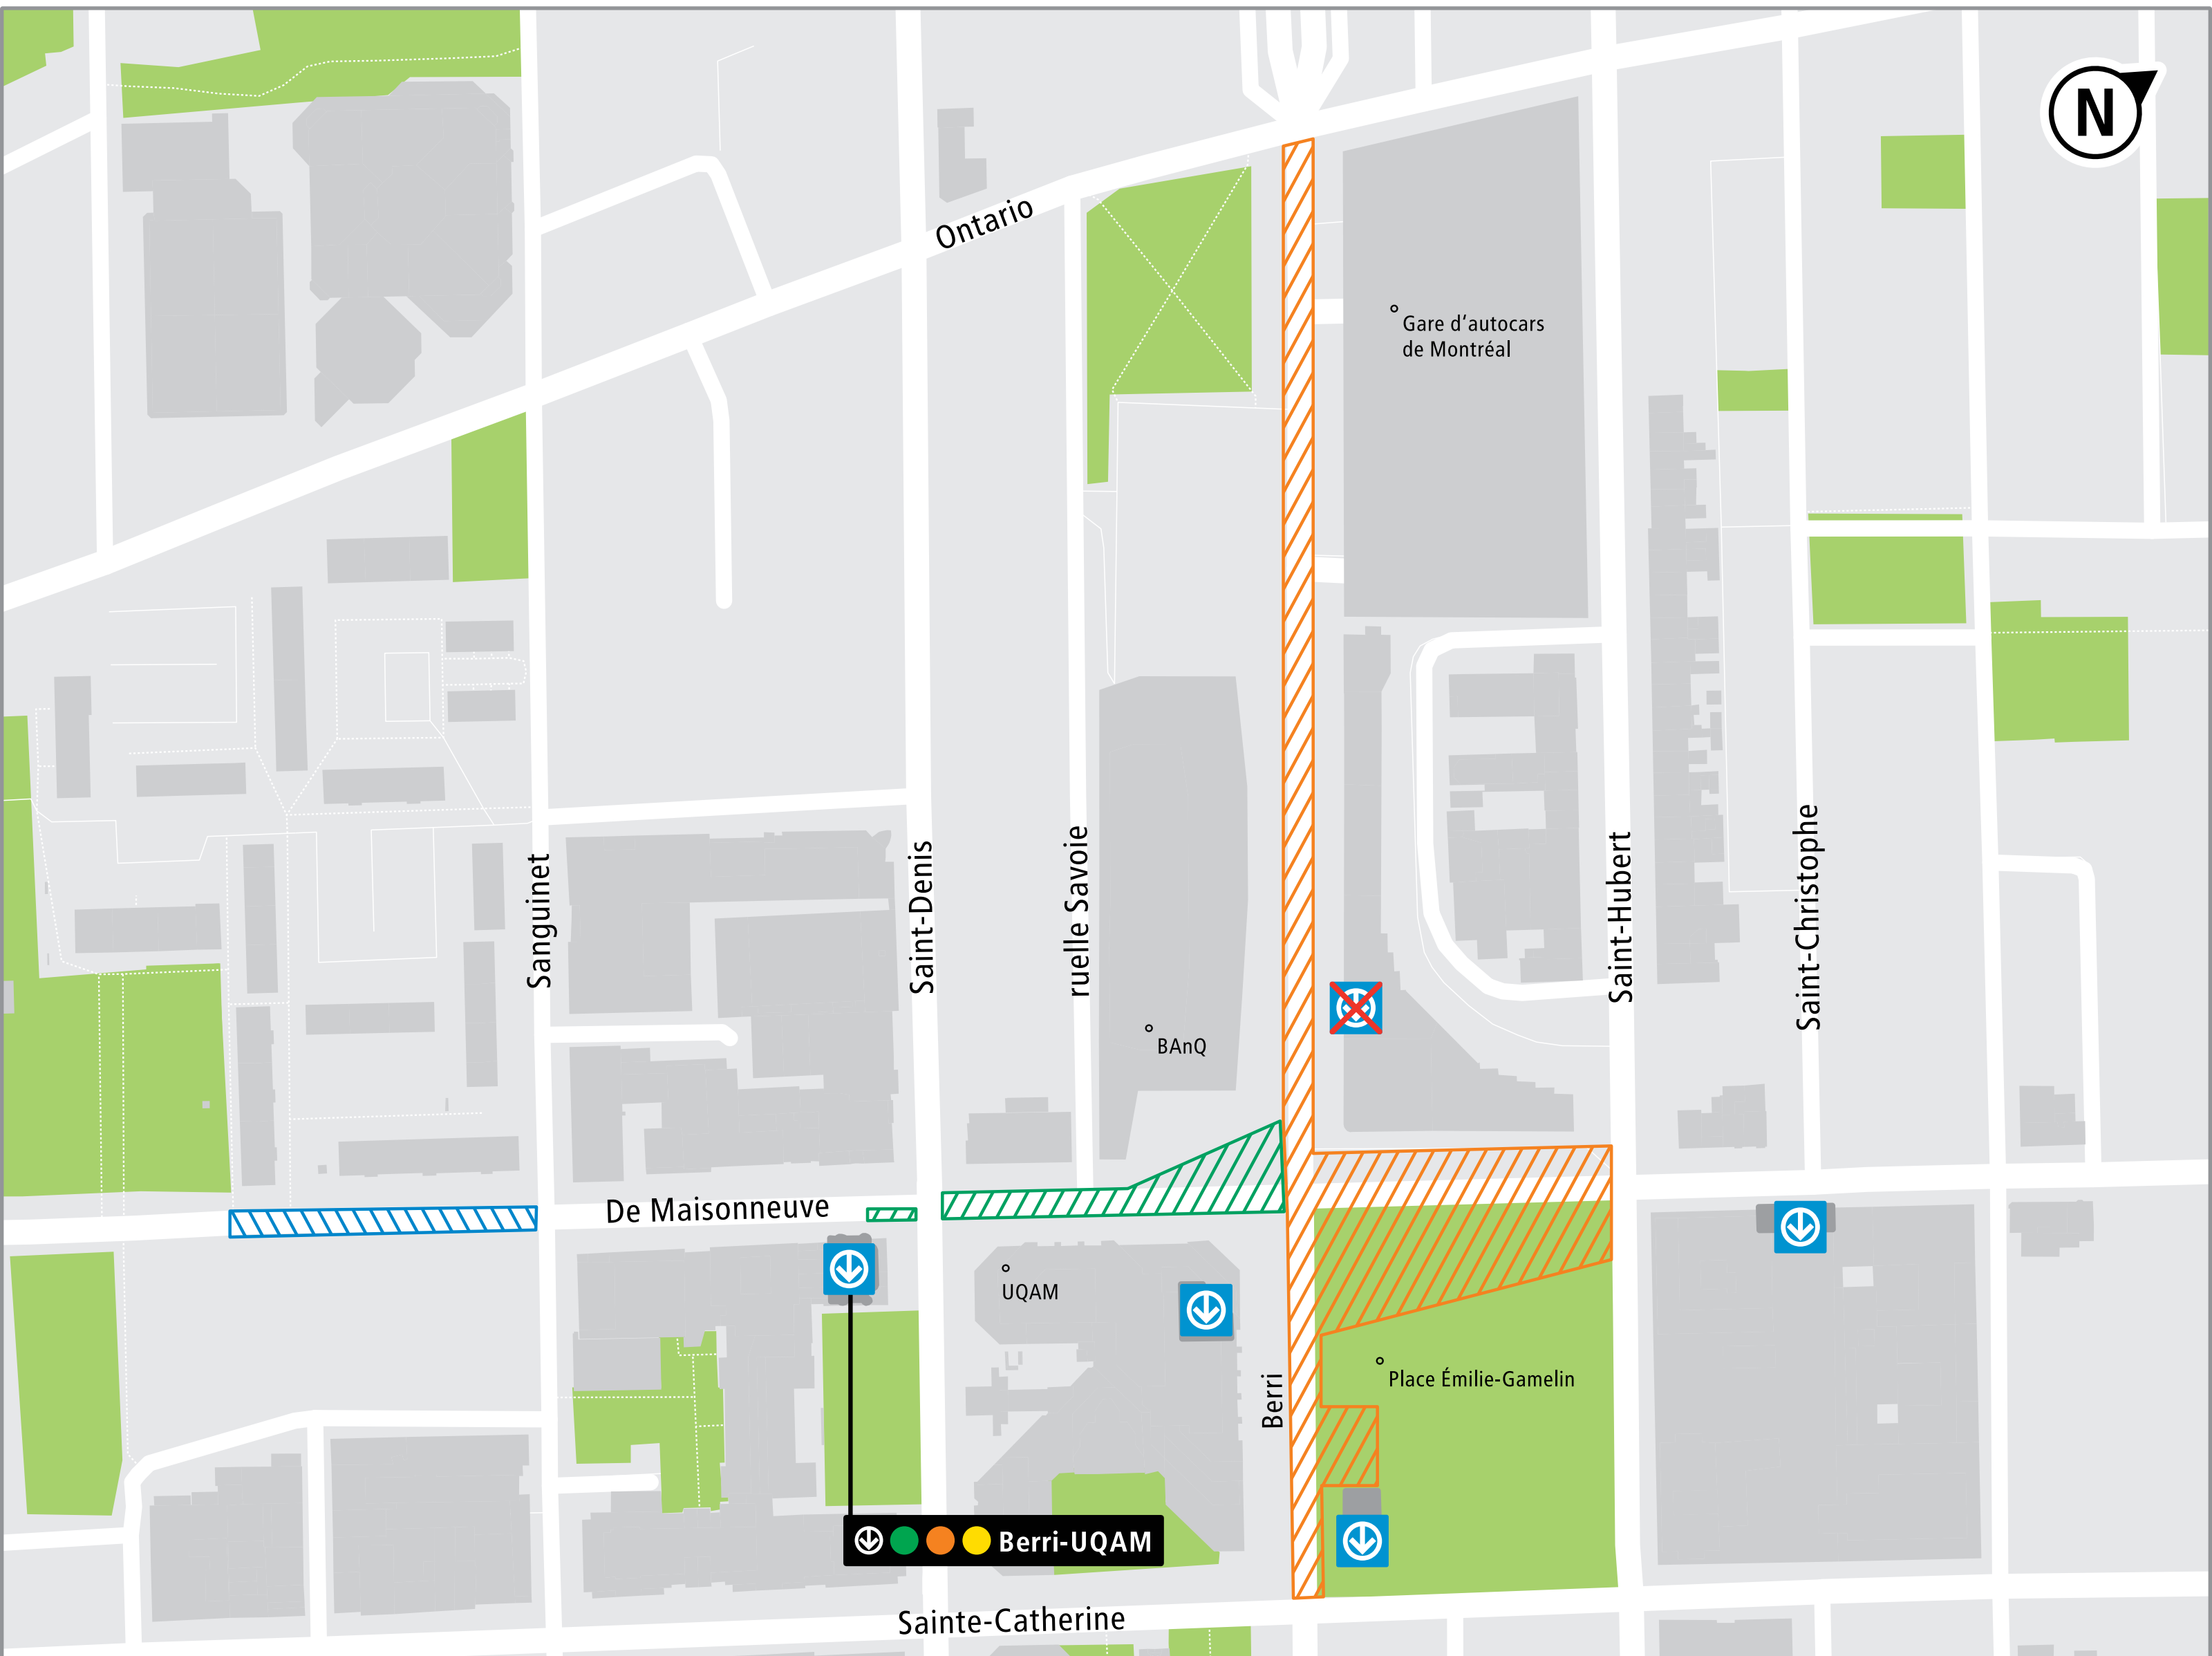 N
Ontario
Gare d'autocars
de Montréal
Sanguinet
Saint-Denis
ruelle Savoie
Saint-Hubert
Saint-Christophe
BAnQ
De Maisonneuve
UQAM
Place Émilie-Gamelin
Berri
Berri-UQAM
Sainte-Catherine